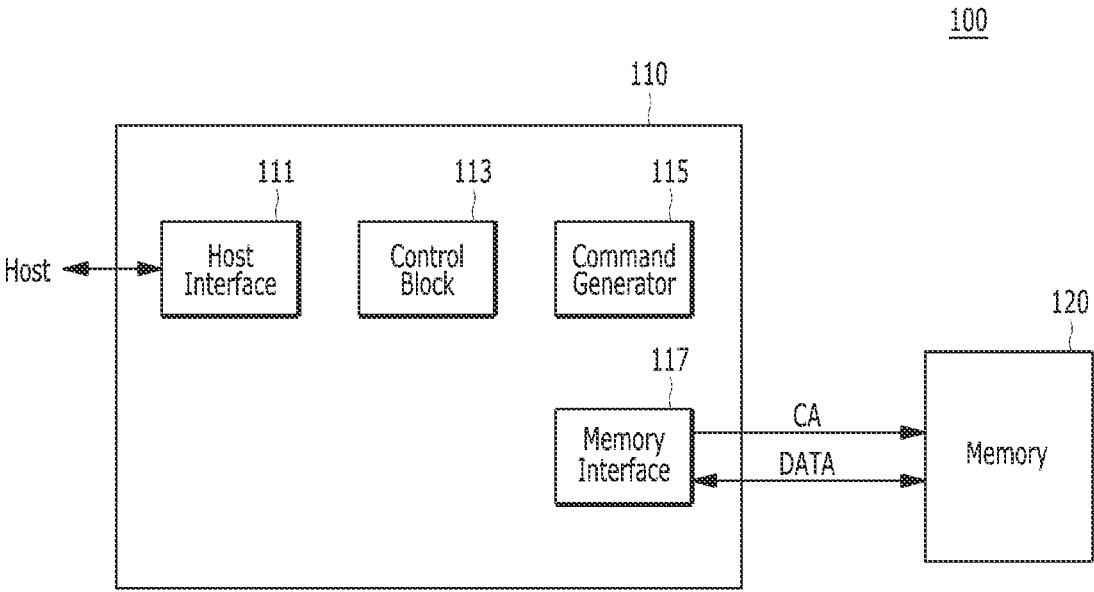 100
110
111
113
115
Host
Host
Interface
Control
Block
Command
Generator
120
117
CA
Memory
Interface
DATA
Memory